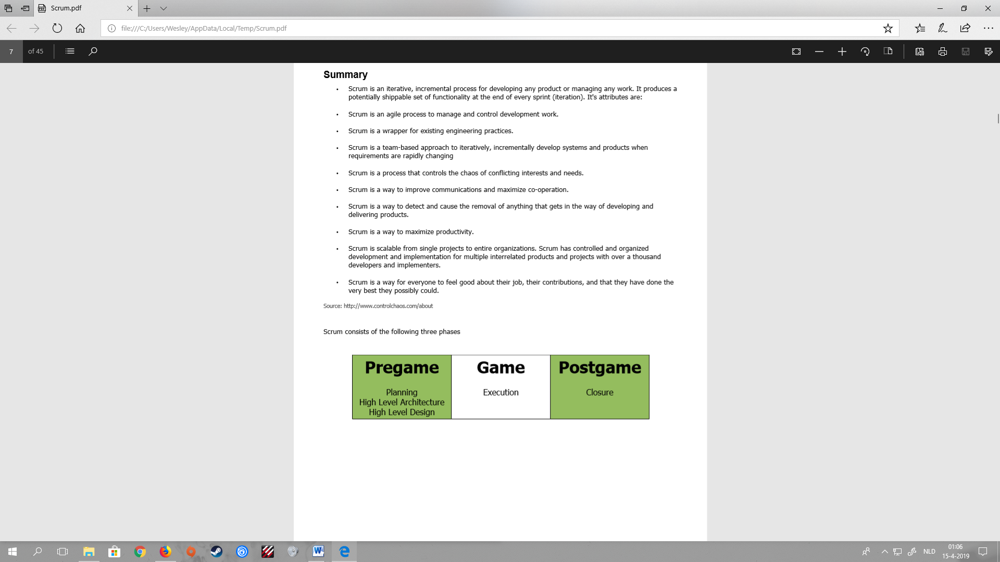 Scrum.pdf
file:///C:/Users/Wesley/AppData/Local/Temp/Scrum.pdf
7 of 45
Summary
• Scrum is an iterative, incremental process for developing any product or managing any work. It produces a
potentially shippable set of functionality at the end of every sprint (iteration). It's attributes are:
• Scrum is an agile process to manage and control development work.
• Scrum is a wrapper for existing engineering practices.
• Scrum is a team-based approach to iteratively, incrementally develop systems and products when
requirements are rapidly changing
• Scrum is a process that controls the chaos of conflicting interests and needs.
• Scrum is a way to improve communications and maximize co-operation.
• Scrum is a way to detect and cause the removal of anything that gets in the way of developing and
delivering products.
• Scrum is a way to maximize productivity.
• Scrum is scalable from single projects to entire organizations. Scrum has controlled and organized
development and implementation for multiple interrelated products and projects with over a thousand
developers and implementers.
• Scrum is a way for everyone to feel good about their job, their contributions, and that they have done the
very best they possibly could.
Source: http://www.controlchaos.com/about
Scrum consists of the following three phases
Pregame
Planning
High Level Architecture
High Level Design
Game
Execution
Postgame
Closure
NLD
01:06
15-4-2019